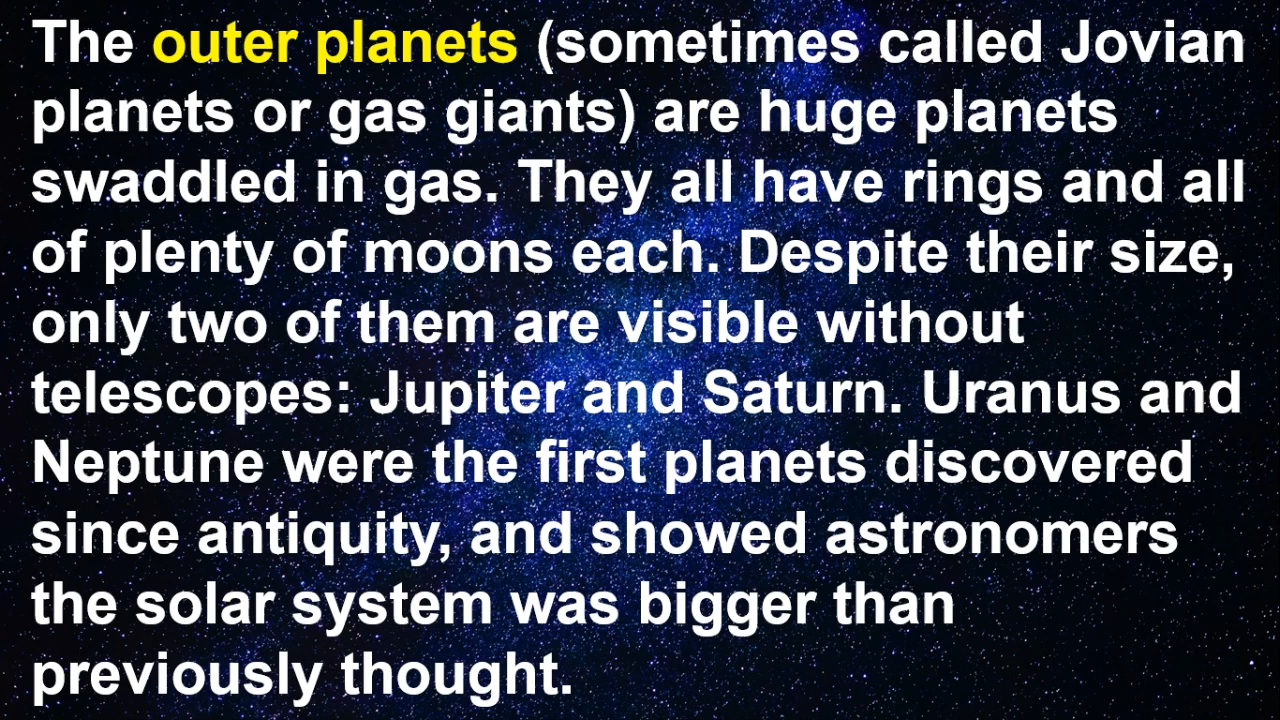 The outer planets (sometimes called Jovian
planets or gas giants) are huge planets
swaddled in gas. They all have rings and all
of plenty of moons each. Despite their size,
only two of them are visible without
telescopes: Jupiter and Saturn. Uranus and
Neptune were the first planets discovered
since antiquity, and showed astronomers
the solar system was bigger than
previously thought.